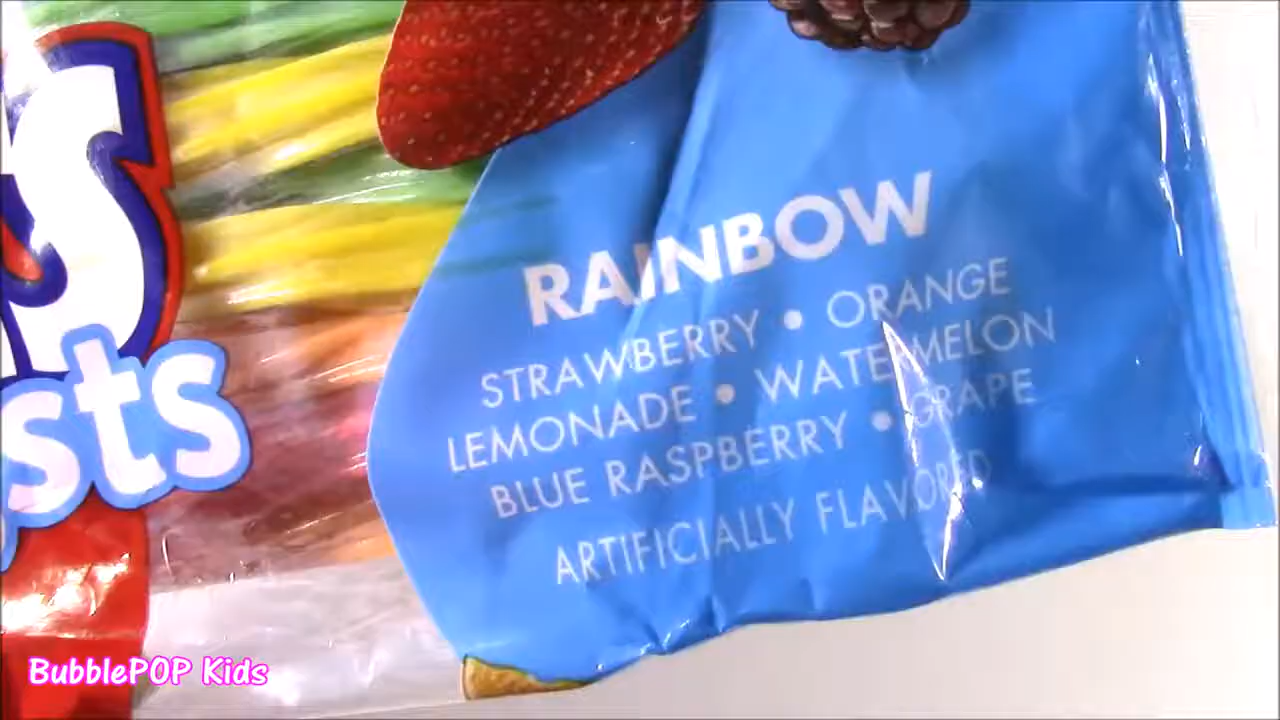 S
sts
RAINBOW
STRAWBERRY • ORANGE
LEMONADE • WATERMELON
BLUE RASPBERRY • GRAPE
ARTIFICIALLY FLAVORED
BubblePOP Kids